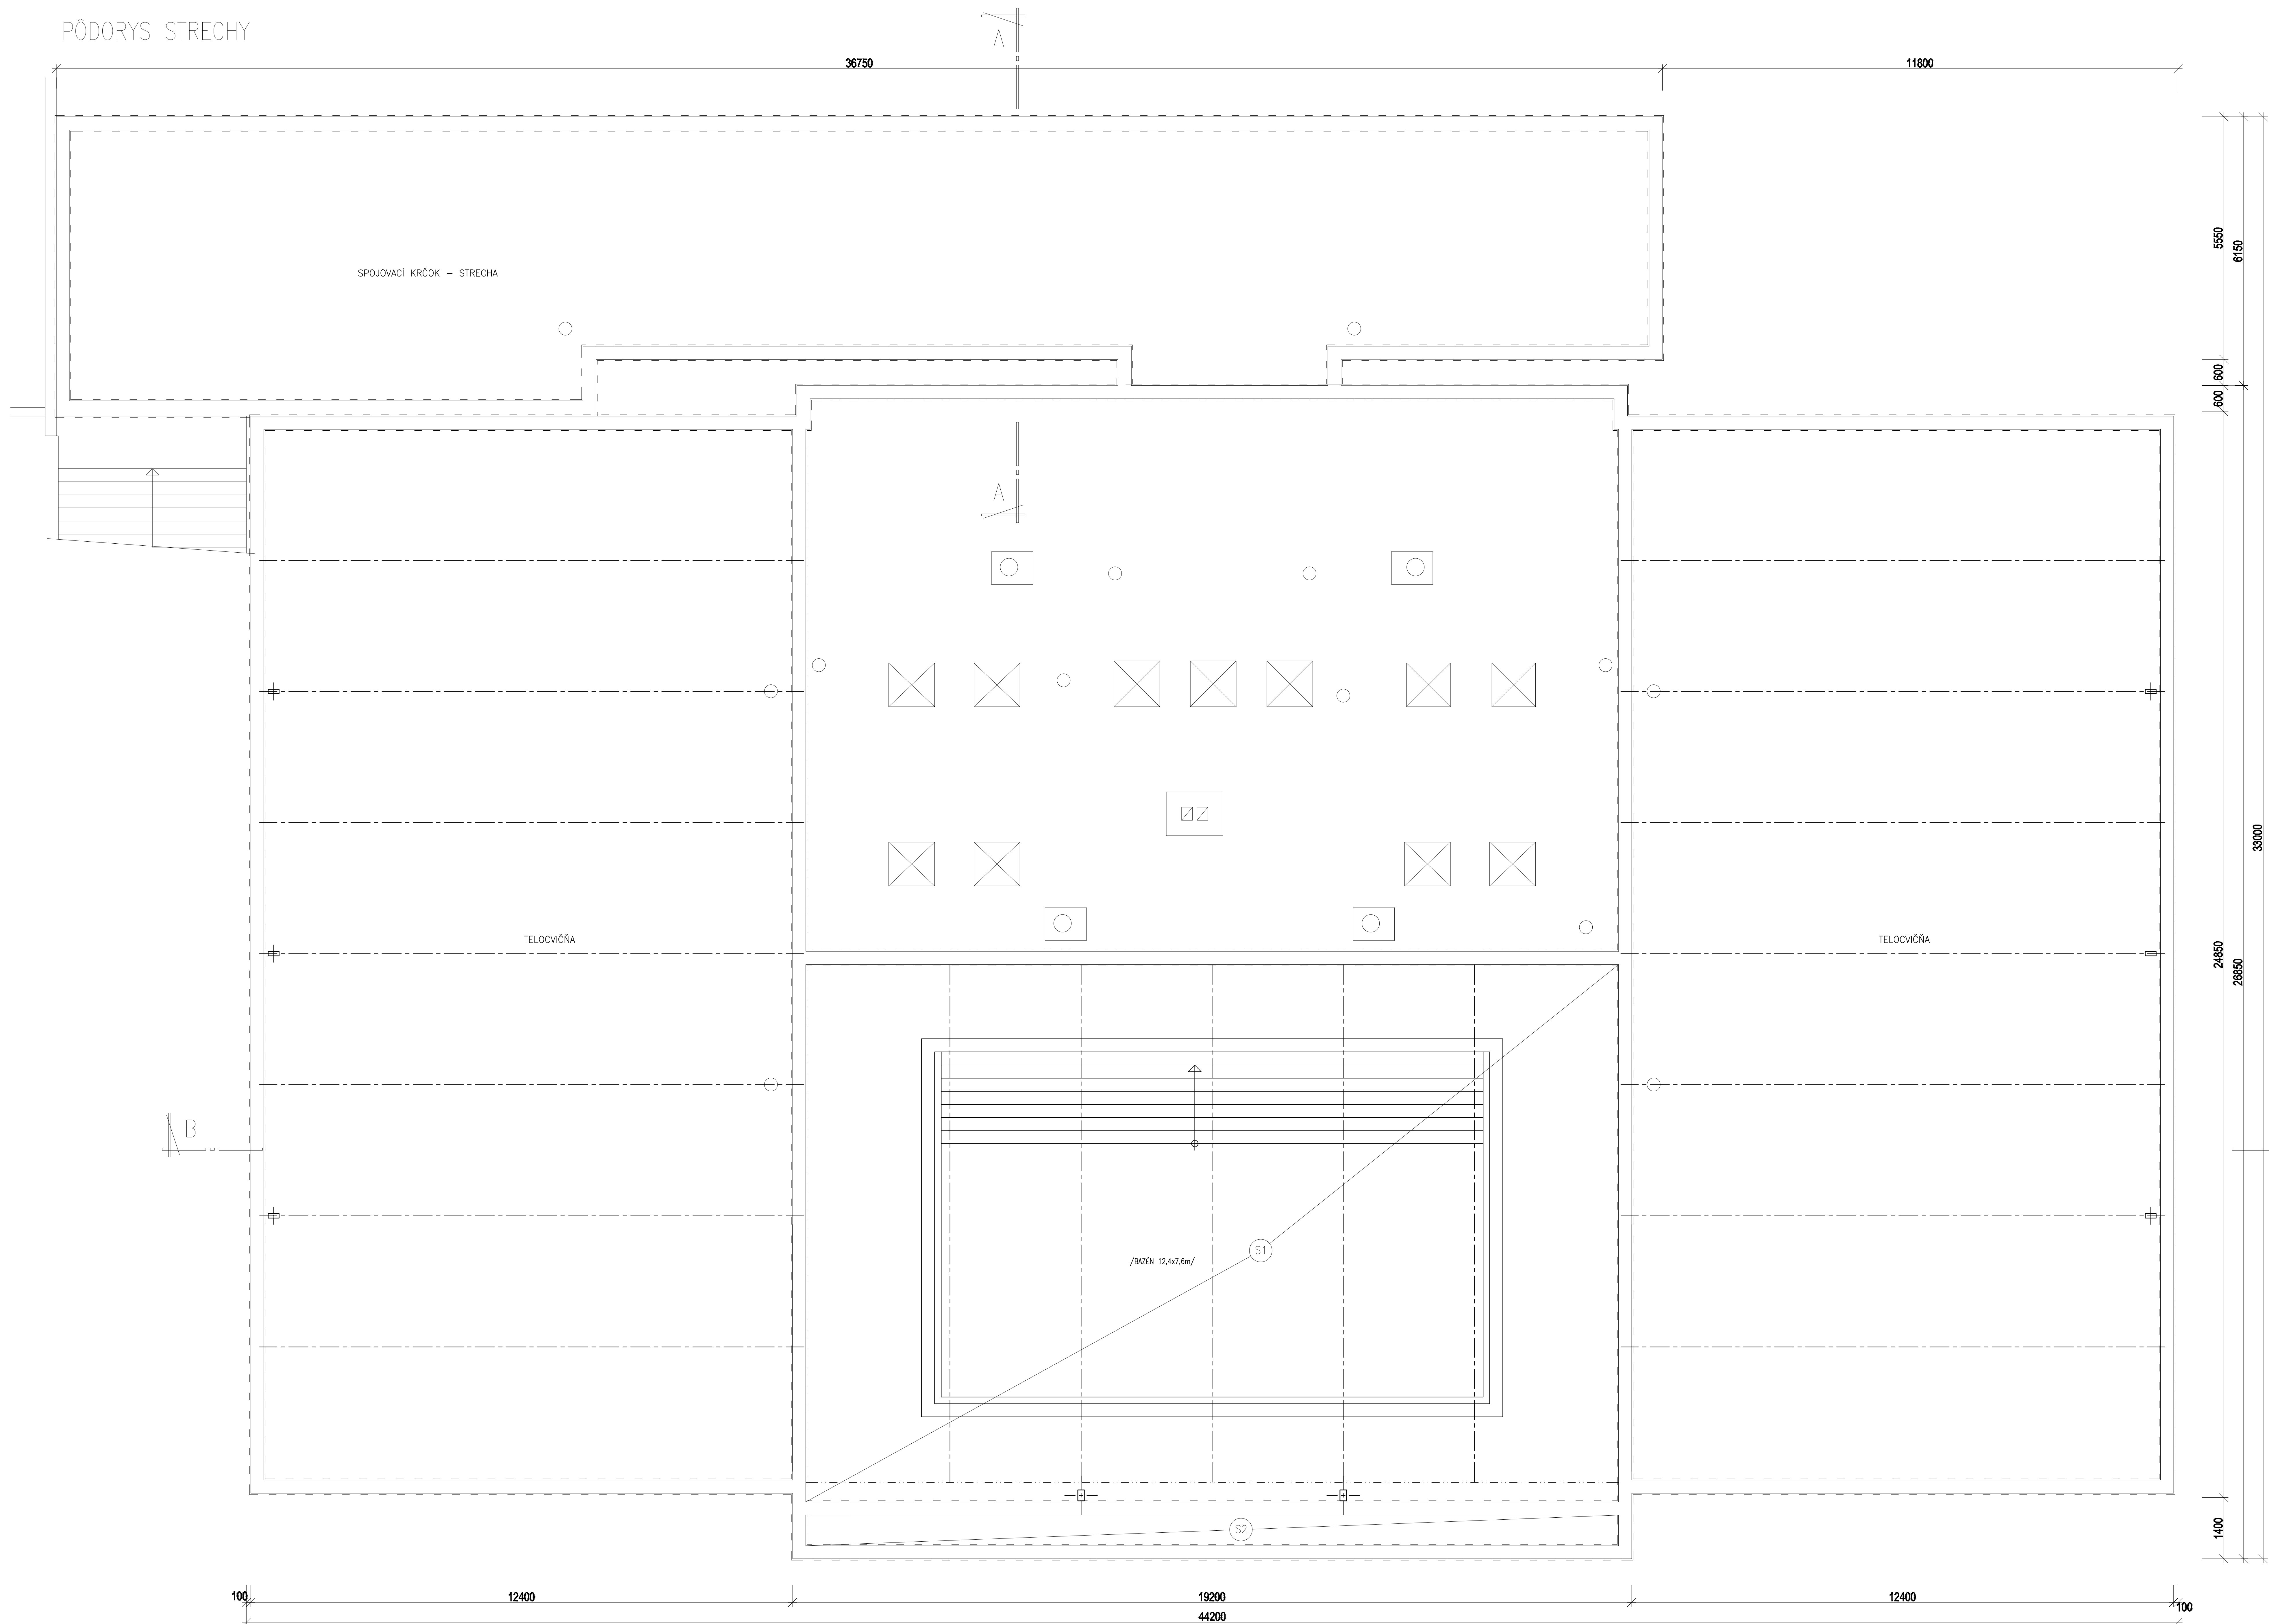 PÔDORYS STRECHY
A
36750
11800
5550
6150
SPOJOVACÍ KRČOK – STRECHA
600
600
A
33000
TELOCVIČŇA
TELOCVIČŇA
24850
26850
B
S1
/BAZÉN 12,4x7,6m/
S2
1400
100
12400
19200
12400
100
44200